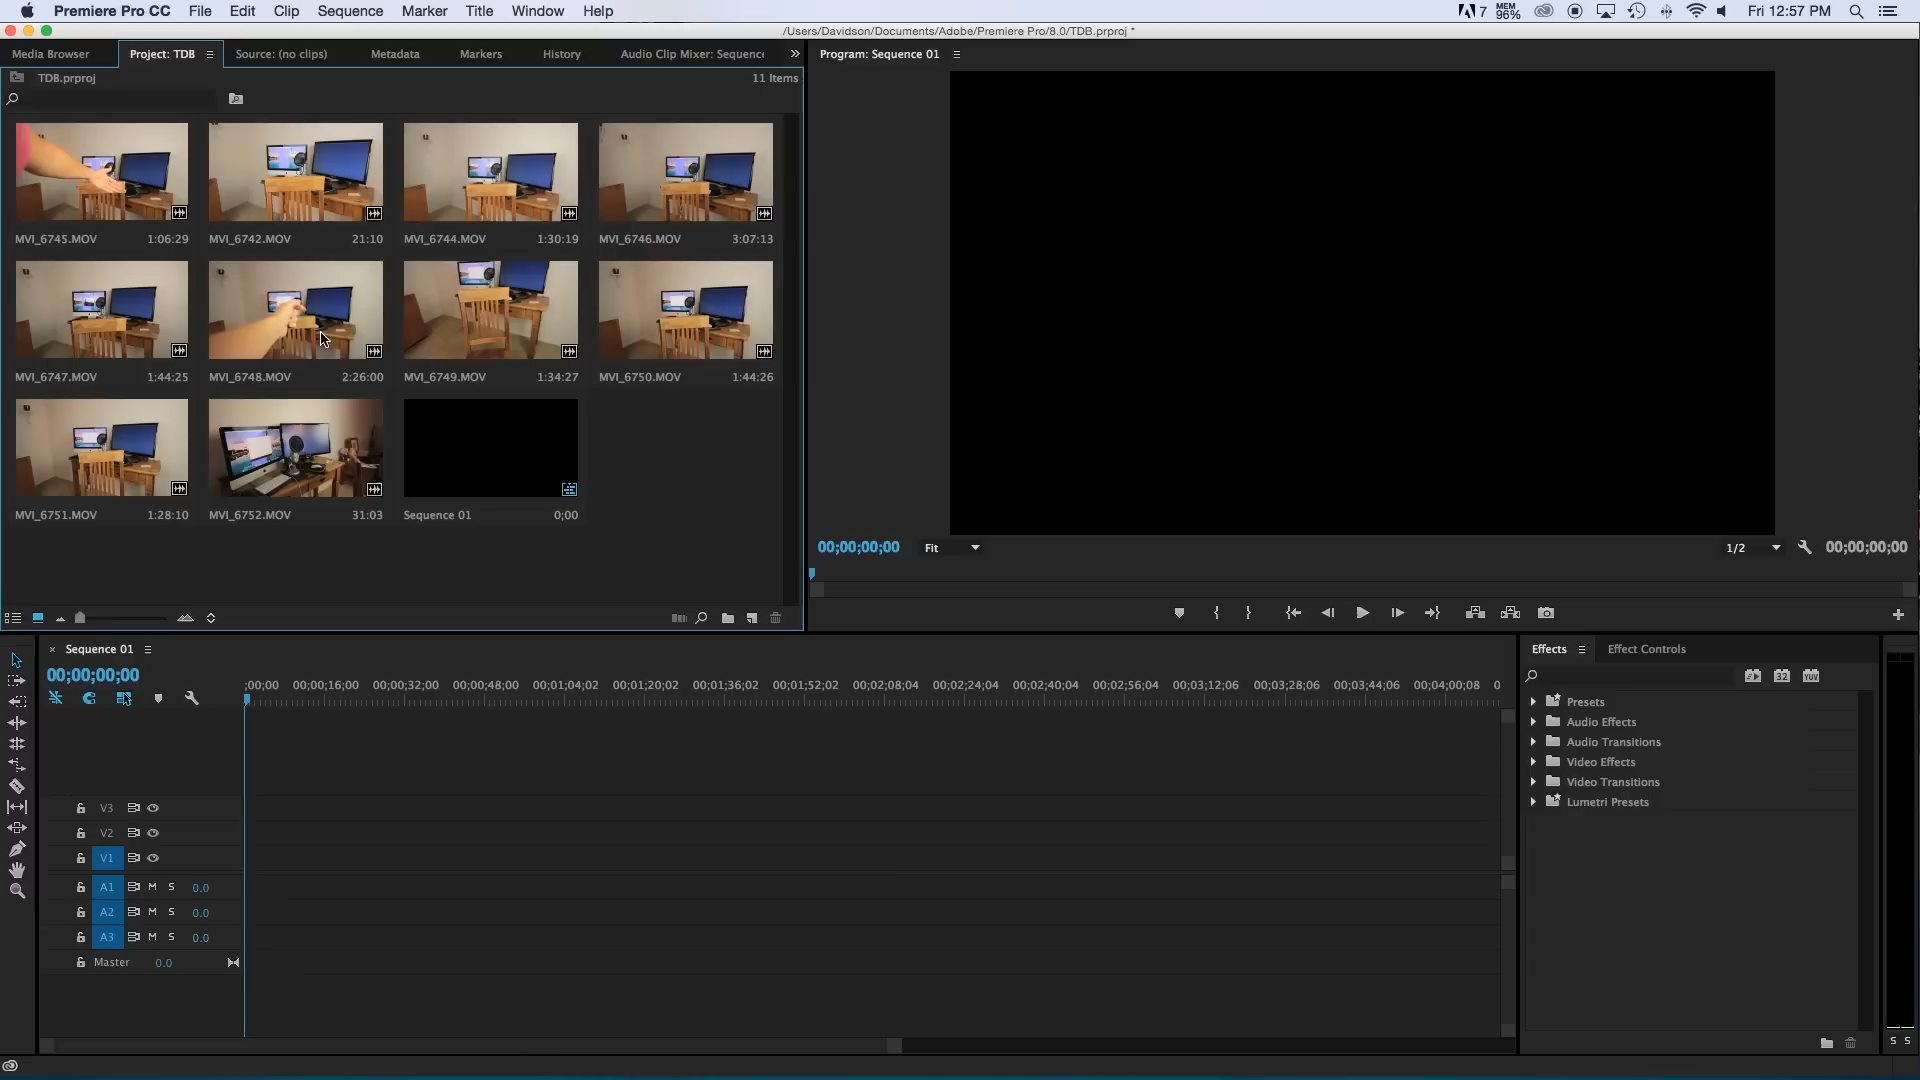 Premiere Pro CC File Edit Clip Sequence Marker Title Window Help 7 MEM 96% Fri 12:57 PM
/Users/Davidson/Documents/Adobe/Premiere Pro/8.0/TDB.prproj *
Media Browser Project: TDB Source: (no clips) Metadata Markers History Audio Clip Mixer: Sequenc Program: Sequence 01
TDB.prproj 11 Items
MVI_6745.MOV 1:06:29 MVI_6742.MOV 21:10 MVI_6744.MOV 1:30:19 MVI_6746.MOV 3:07:13
MVI_6747.MOV 1:44:25 MVI_6748.MOV 2:26:00 MVI_6749.MOV 1:34:27 MVI_6750.MOV 1:44:26
MVI_6751.MOV 1:28:10 MVI_6752.MOV 31:03 Sequence 01 0;00
00;00;00;00 Fit 1/2 00;00;00;00
× Sequence 01
00;00;00;00
;00;00 00;00;16;00 00;00;32;00 00;00;48;00 00;01;04;02 00;01;20;02 00;01;36;02 00;01;52;02 00;02;08;04 00;02;24;04 00;02;40;04 00;02;56;04 00;03;12;06 00;03;28;06 00;03;44;06 00;04;00;08 0
V3
V2
V1
A1 M S 0.0
A2 M S 0.0
A3 M S 0.0
Master 0.0
Effects Effect Controls
32 YUV
Presets
Audio Effects
Audio Transitions
Video Effects
Video Transitions
Lumetri Presets
S S